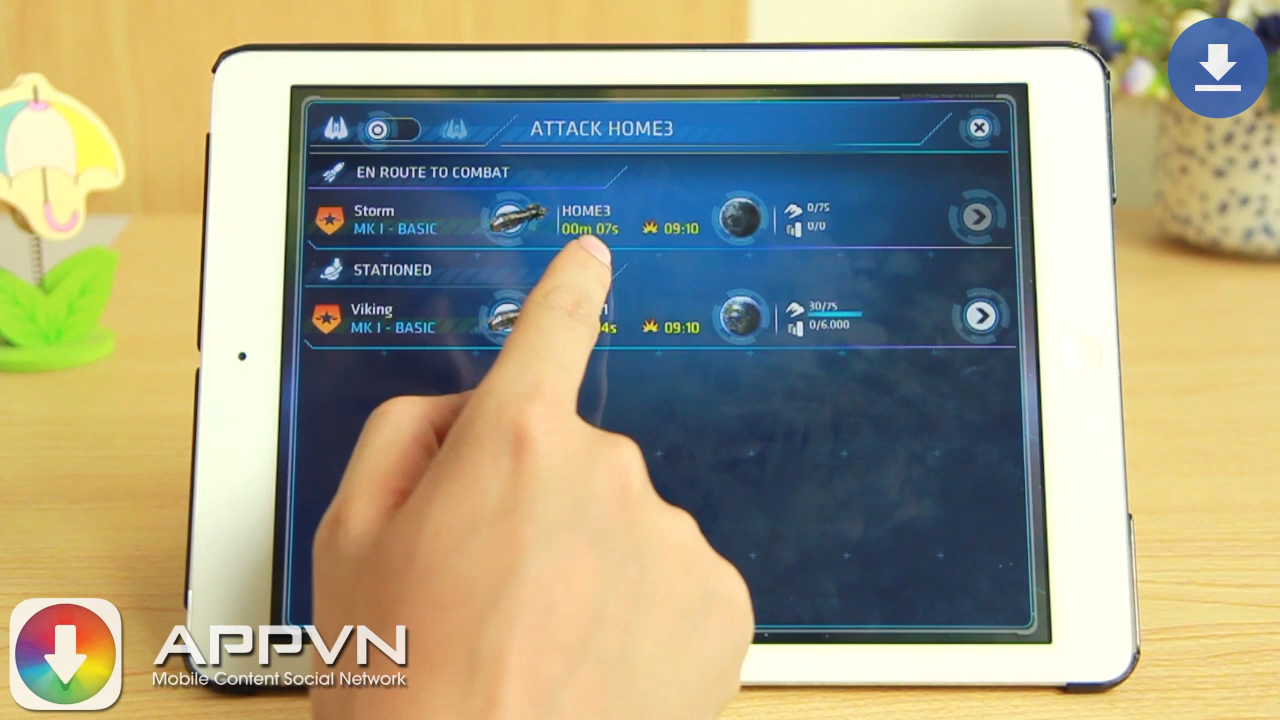 ATTACK HOME3
EN ROUTE TO COMBAT
Storm
MK I - BASIC
HOME3
00m 07s
09:10
0/75
0/0
STATIONED
Viking
MK I - BASIC
4s
09:10
30/75
0/6.000
APPVN
Mobile Content Social Network